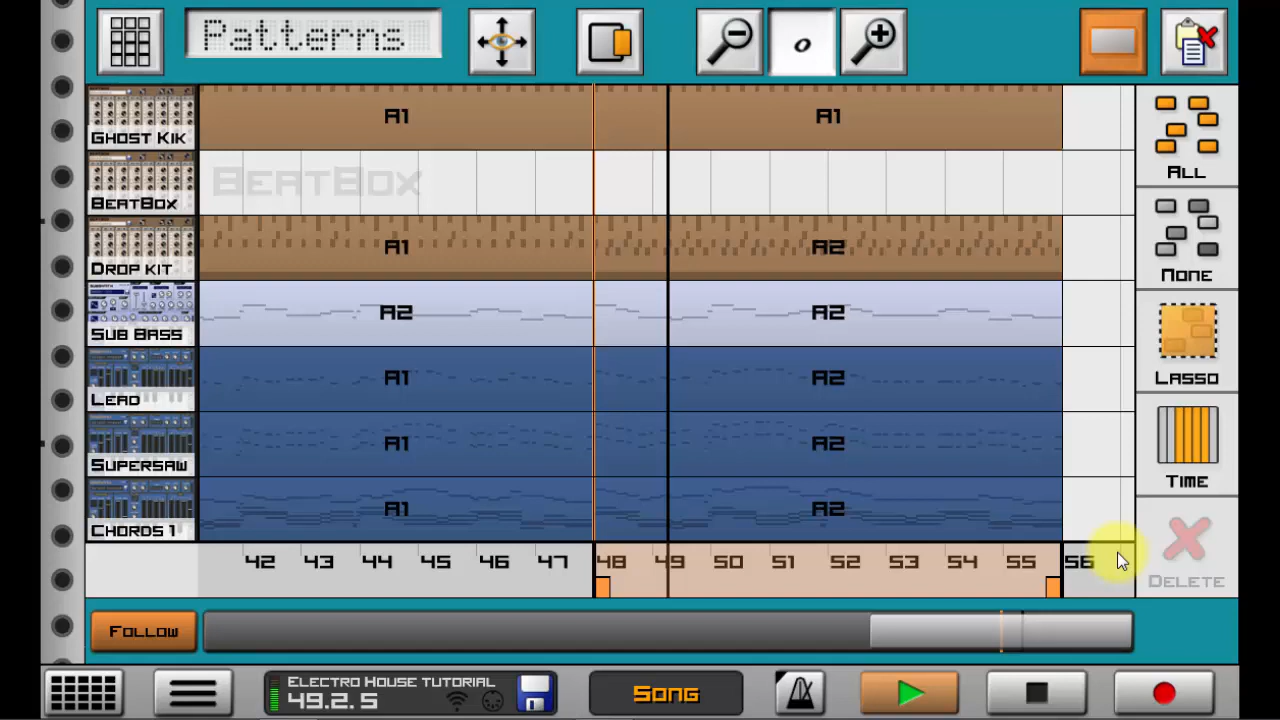 Patterns
o
Ghost Kik
A1
A1
All
BeatBox
BeatBox
None
Drop kit
A1
A2
Sub Bass
A2
A2
Lasso
Lead
A1
A2
Supersaw
A1
A2
Time
Chords 1
A1
A2
42 43 44 45 46 47 48 49 50 51 52 53 54 55 56
Delete
Follow
Electro House tutorial
49.2.5
Song